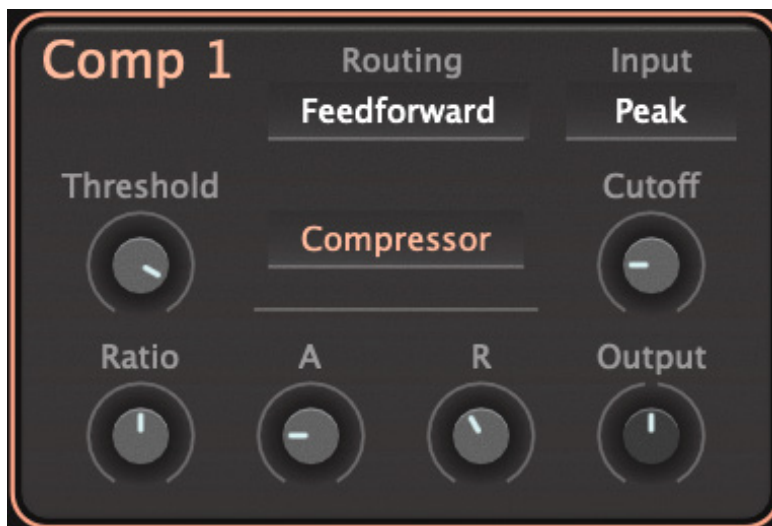 Comp 1
Routing
Input
Feedforward
Peak
Threshold
Compressor
Cutoff
Ratio
A
R
Output